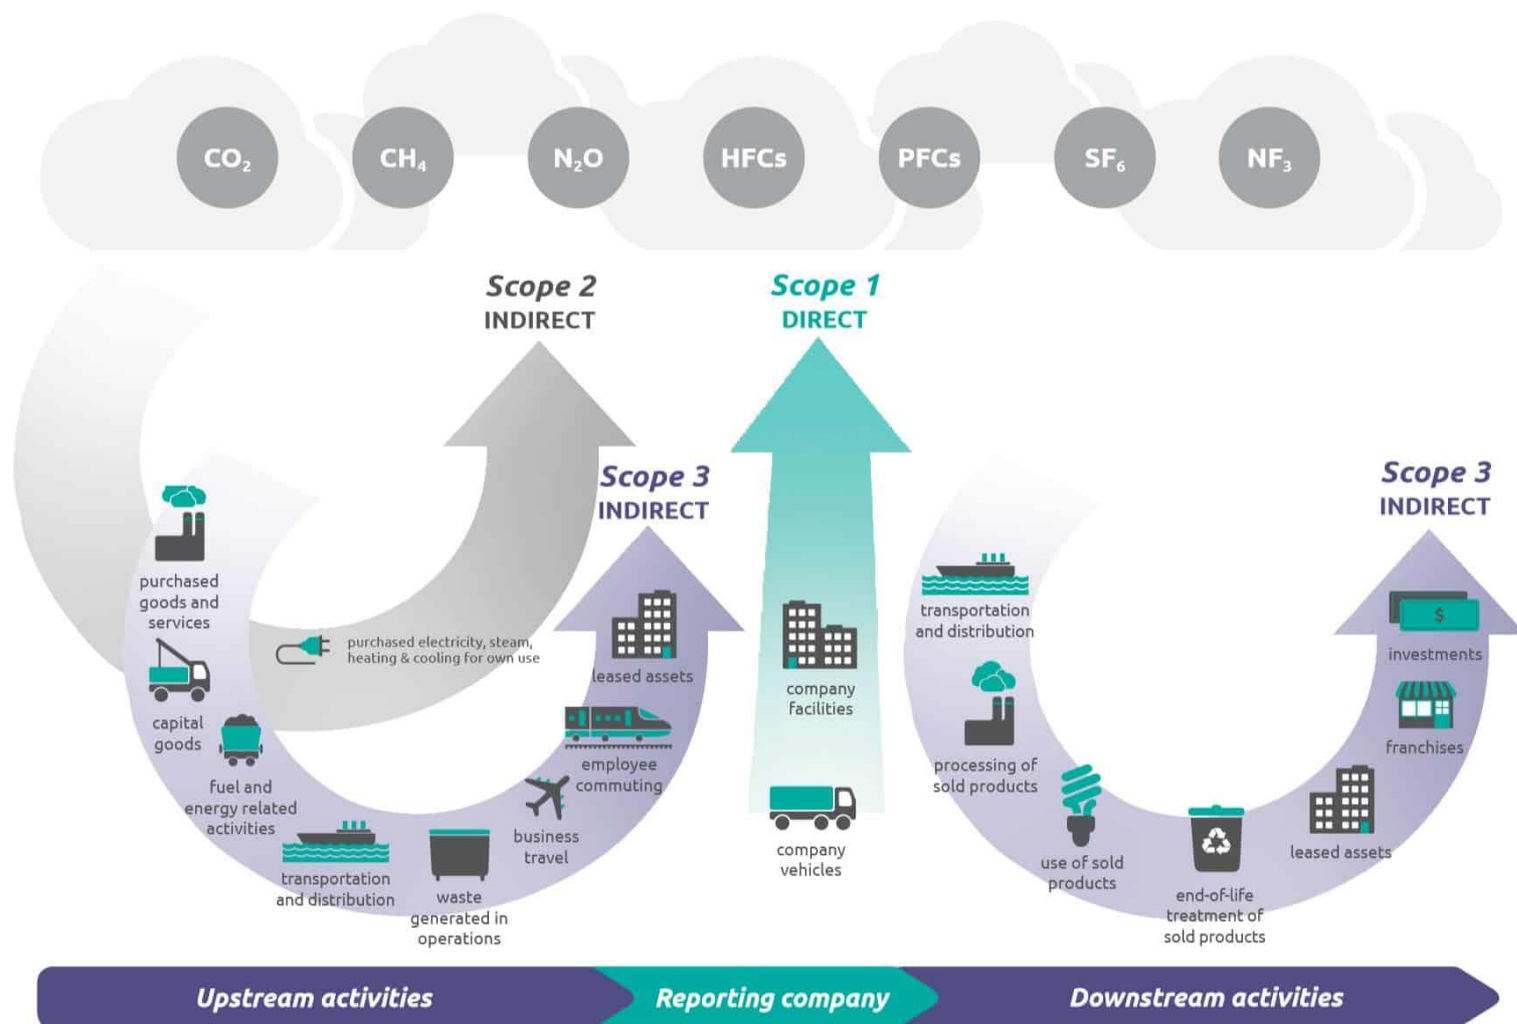 CO₂
CH₄
N₂O
HFCs
PFCs
SF₆
NF₃
Scope 2
INDIRECT
Scope 1
DIRECT
Scope 3
INDIRECT
Scope 3
INDIRECT
purchased
goods and
services
capital
goods
fuel and
energy related
activities
transportation
and distribution
waste
generated in
operations
business
travel
employee
commuting
leased assets
purchased electricity, steam,
heating & cooling for own use
company
facilities
company
vehicles
transportation
and distribution
processing of
sold products
use of sold
products
end-of-life
treatment of
sold products
leased assets
franchises
investments
$
Upstream activities
Reporting company
Downstream activities